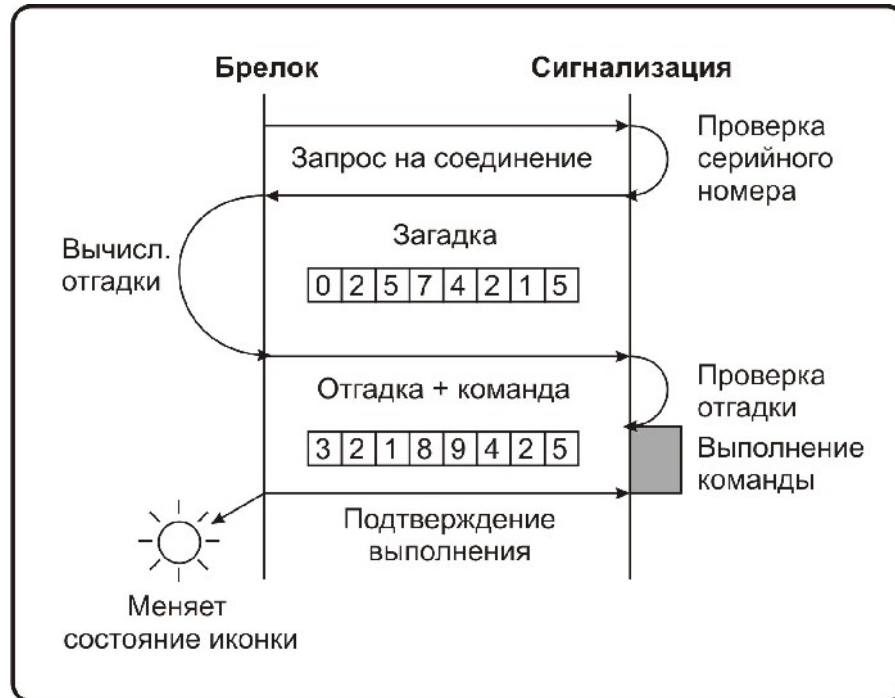 Брелок
Сигнализация
Запрос на соединение
Проверка
серийного
номера
Вычисл.
отгадки
Загадка
0 2 5 7 4 2 1 5
Отгадка + команда
Проверка
отгадки
3 2 1 8 9 4 2 5
Выполнение
команды
Подтверждение
выполнения
Меняет
состояние иконки